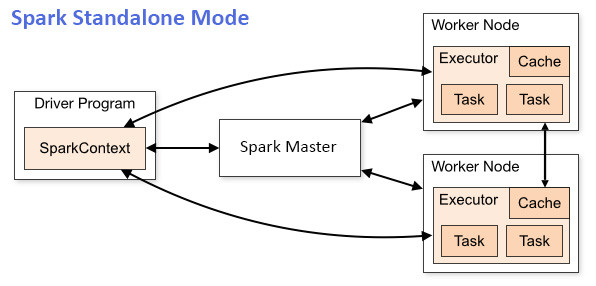 Spark Standalone Mode
Driver Program
SparkContext
Spark Master
Worker Node
Executor
Cache
Task
Task
Worker Node
Executor
Cache
Task
Task